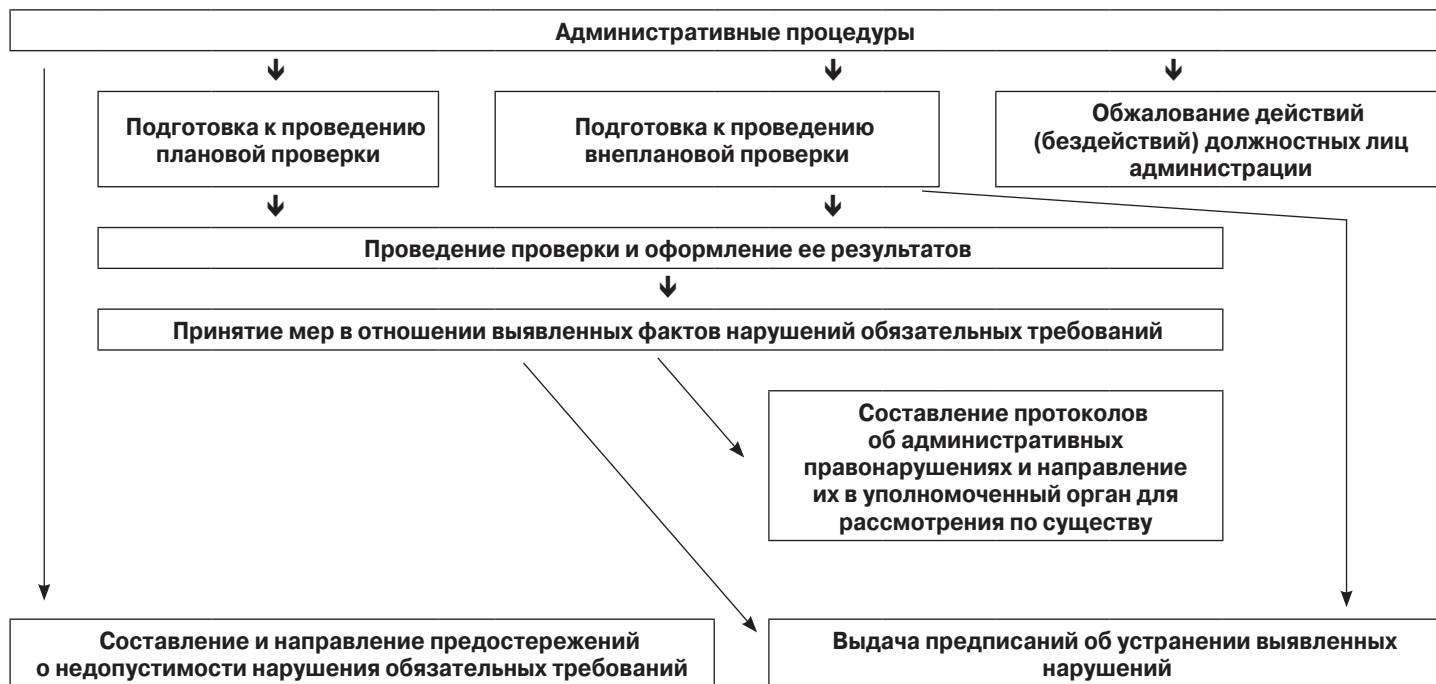 Административные процедуры
Подготовка к проведению
плановой проверки
Подготовка к проведению
внеплановой проверки
Обжалование действий
(бездействий) должностных лиц
администрации
Проведение проверки и оформление ее результатов
Принятие мер в отношении выявленных фактов нарушений обязательных требований
Составление протоколов
об административных
правонарушениях и направление
их в уполномоченный орган для
рассмотрения по существу
Составление и направление предостережений
о недопустимости нарушения обязательных требований
Выдача предписаний об устранении выявленных
нарушений